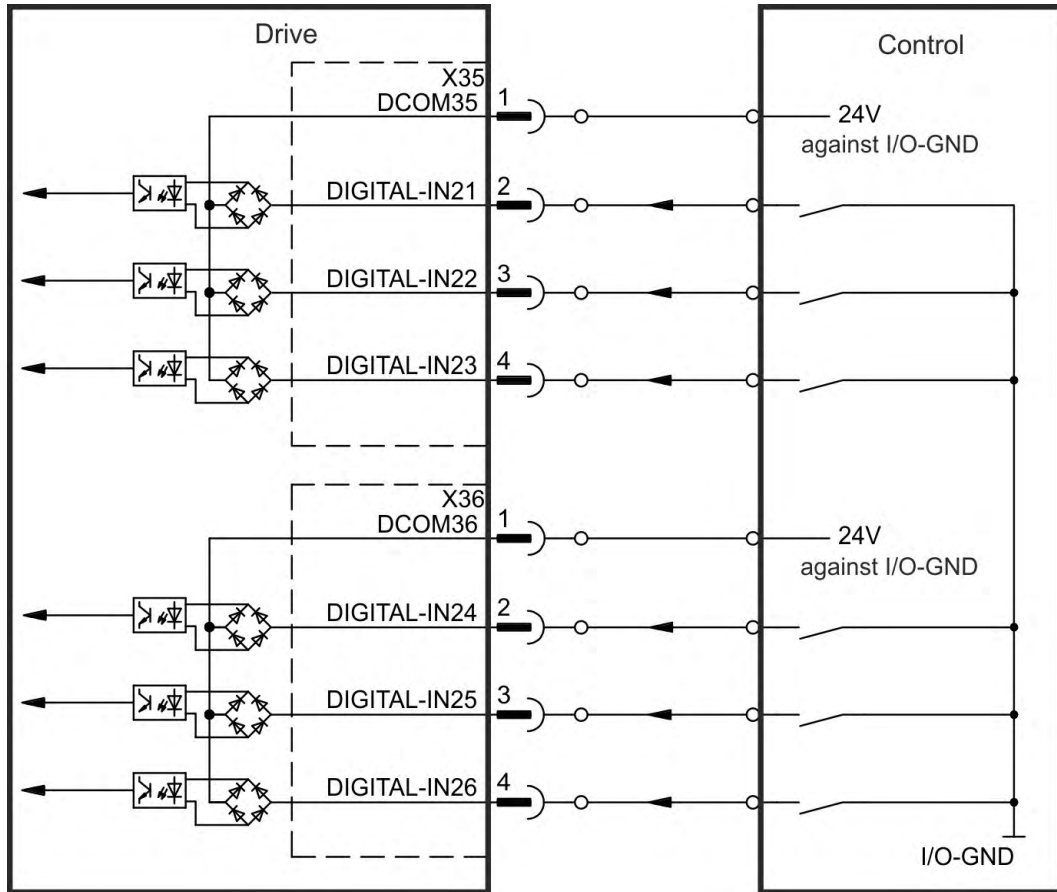 Drive
Control
X35
DCOM35
1
24V
against I/O-GND
DIGITAL-IN21
2
DIGITAL-IN22
3
DIGITAL-IN23
4
X36
DCOM36
1
24V
against I/O-GND
DIGITAL-IN24
2
DIGITAL-IN25
3
DIGITAL-IN26
4
I/O-GND